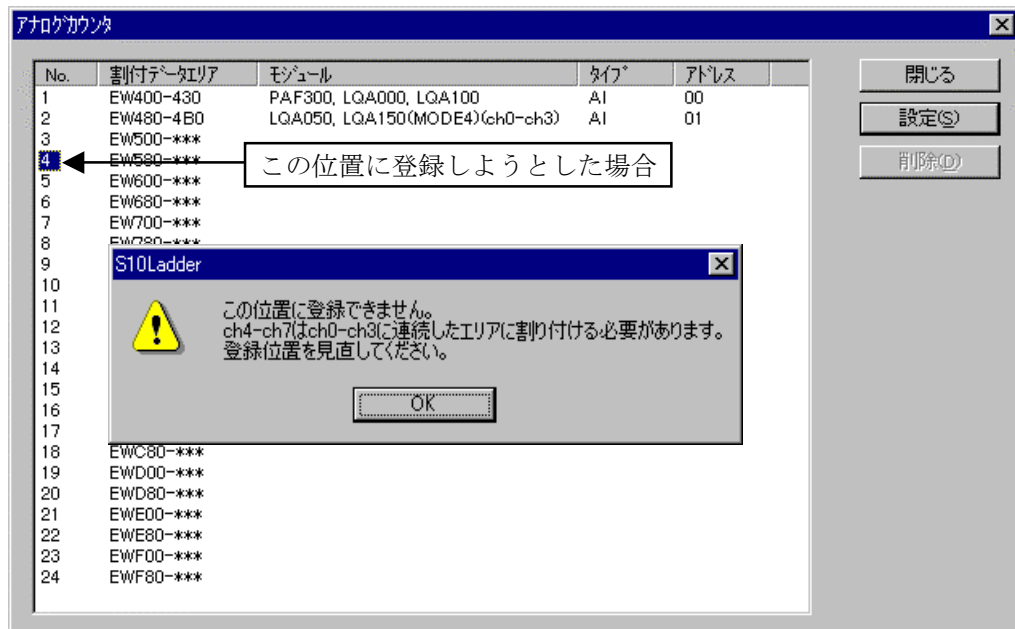 アナログカウンタ
No. 割付データエリア モジュール タイプ アドレス
閉じる
設定(S)
削除(D)
1 EW400-430 PAF300, LQA000, LQA100 AI 00
2 EW480-4B0 LQA050, LQA150(MODE4)(ch0-ch3) AI 01
3 EW500-***
4 EW580-***
この位置に登録しようとした場合
5 EW600-***
6 EW680-***
7 EW700-***
8 EW780-***
9
10
11
12
13
14
15
16
17
S10Ladder
この位置に登録できません。
ch4-ch7はch0-ch3に連続したエリアに割り付ける必要があります。
登録位置を見直してください。
OK
18 EWC80-***
19 EWD00-***
20 EWD80-***
21 EWE00-***
22 EWE80-***
23 EWF00-***
24 EWF80-***